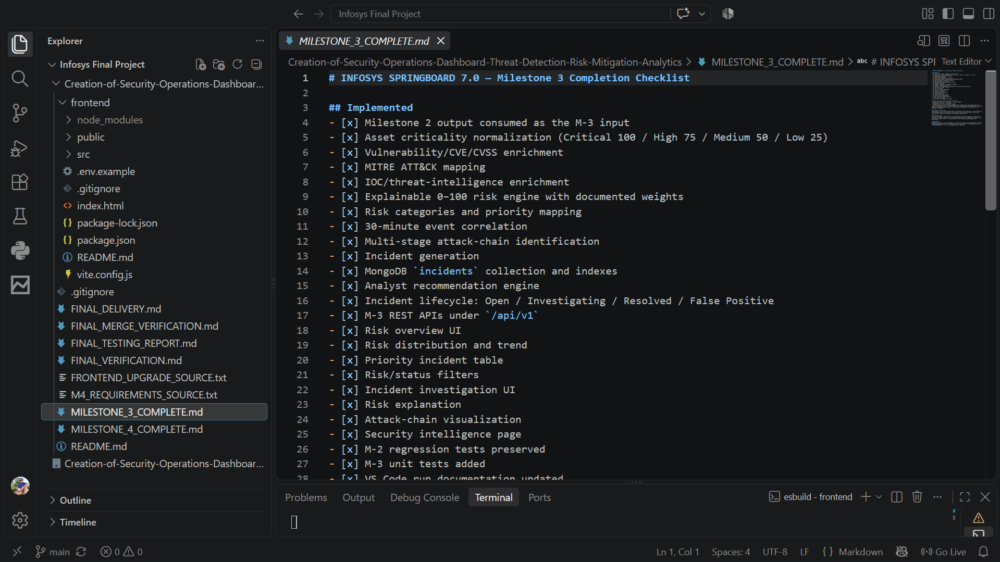 Infosys Final Project
Explorer
Infosys Final Project
Creation-of-Security-Operations-Dashboar...
frontend
node_modules
public
src
.env.example
.gitignore
index.html
package-lock.json
package.json
README.md
vite.config.js
.gitignore
FINAL_DELIVERY.md
FINAL_MERGE_VERIFICATION.md
FINAL_TESTING_REPORT.md
FINAL_VERIFICATION.md
FRONTEND_UPGRADE_SOURCE.txt
M4_REQUIREMENTS_SOURCE.txt
MILESTONE_3_COMPLETE.md
MILESTONE_4_COMPLETE.md
README.md
Creation-of-Security-Operations-Dashboar...
Outline
Timeline
MILESTONE_3_COMPLETE.md
Creation-of-Security-Operations-Dashboard-Threat-Detection-Risk-Mitigation-Analytics > MILESTONE_3_COMPLETE.md > abc # INFOSYS SPI Text Editor
1 # INFOSYS SPRINGBOARD 7.0 — Milestone 3 Completion Checklist
2
3 ## Implemented
4 - [x] Milestone 2 output consumed as the M-3 input
5 - [x] Asset criticality normalization (Critical 100 / High 75 / Medium 50 / Low 25)
6 - [x] Vulnerability/CVE/CVSS enrichment
7 - [x] MITRE ATT&CK mapping
8 - [x] IOC/threat-intelligence enrichment
9 - [x] Explainable 0–100 risk engine with documented weights
10 - [x] Risk categories and priority mapping
11 - [x] 30-minute event correlation
12 - [x] Multi-stage attack-chain identification
13 - [x] Incident generation
14 - [x] MongoDB `incidents` collection and indexes
15 - [x] Analyst recommendation engine
16 - [x] Incident lifecycle: Open / Investigating / Resolved / False Positive
17 - [x] M-3 REST APIs under `/api/v1`
18 - [x] Risk overview UI
19 - [x] Risk distribution and trend
20 - [x] Priority incident table
21 - [x] Risk/status filters
22 - [x] Incident investigation UI
23 - [x] Risk explanation
24 - [x] Attack-chain visualization
25 - [x] Security intelligence page
26 - [x] M-2 regression tests preserved
27 - [x] M-3 unit tests added
28 - [x] VS Code run documentation updated
Problems Output Debug Console Terminal Ports
esbuild - frontend
main 0 0
Ln 1, Col 1 Spaces: 4 UTF-8 LF { } Markdown Go Live